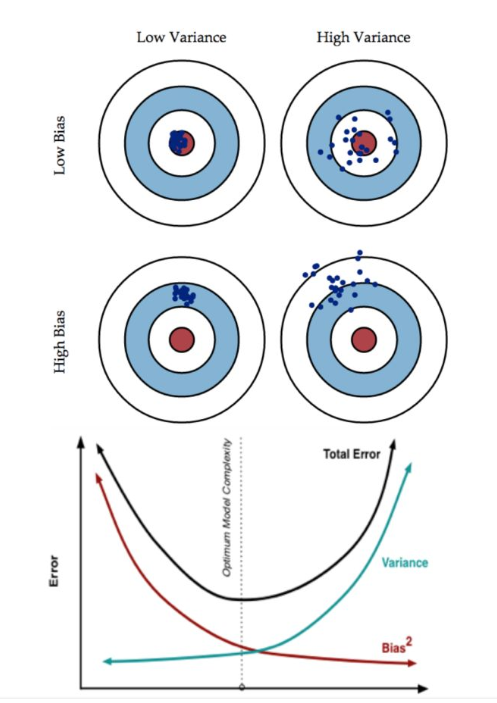 Low Variance
High Variance
Low Bias
High Bias
Optimum Model Complexity
Total Error
Variance
Bias²
Error